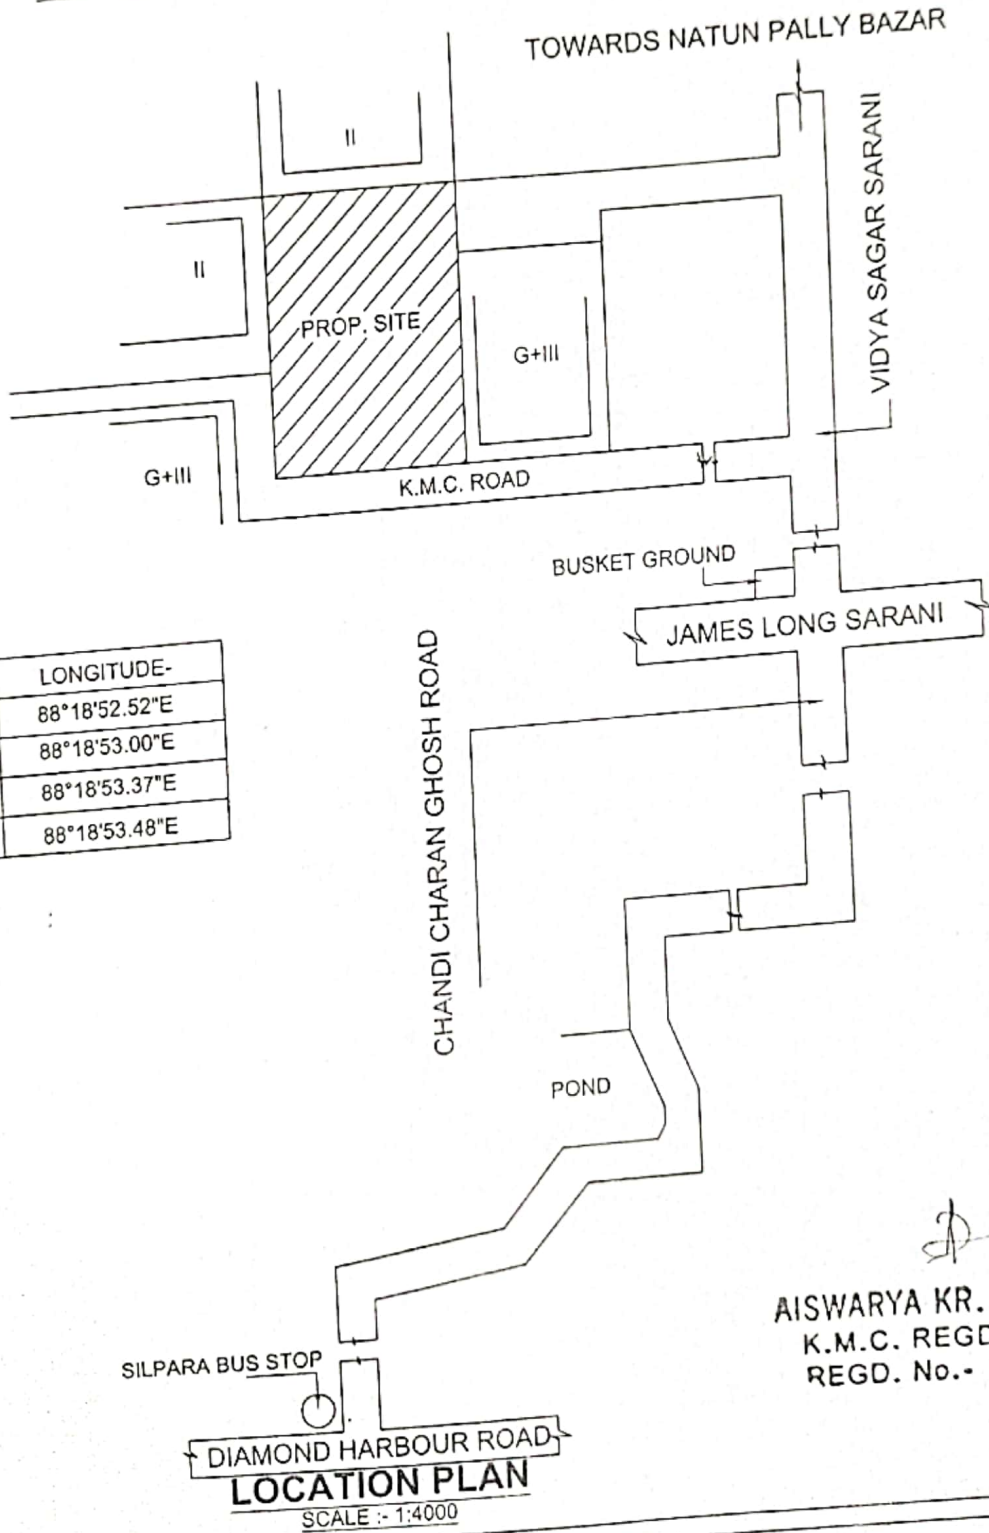 TOWARDS NATUN PALLY BAZAR
VIDYA SAGAR SARANI
II
II
PROP. SITE
G+III
G+III
K.M.C. ROAD
BUSKET GROUND
JAMES LONG SARANI
CHANDI CHARAN GHOSH ROAD
LONGITUDE-
88°18'52.52"E
88°18'53.00"E
88°18'53.37"E
88°18'53.48"E
POND
AISWARYA KR.
K.M.C. REGD
REGD. No.-
SILPARA BUS STOP
DIAMOND HARBOUR ROAD
LOCATION PLAN
SCALE :- 1:4000